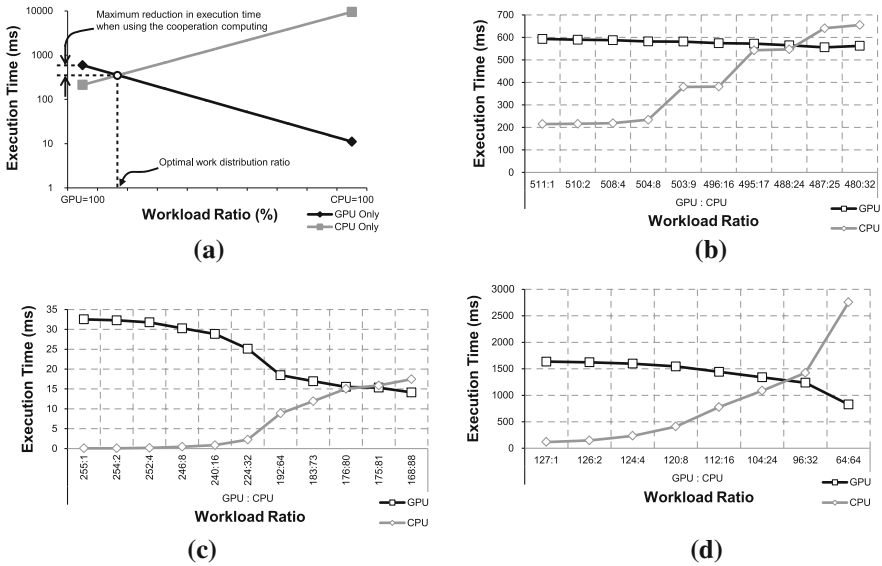 Maximum reduction in execution time
when using the cooperation computing
Execution Time (ms)
10000
1000
100
10
1
Optimal work distribution ratio
GPU=100
CPU=100
Workload Ratio (%)
GPU Only
CPU Only
(a)
Execution Time (ms)
700
600
500
400
300
200
100
0
511:1 510:2 508:4 504:8 503:9 496:16 495:17 488:24 487:25 480:32
GPU : CPU
Workload Ratio
GPU
CPU
(b)
Execution Time (ms)
35
30
25
20
15
10
5
0
255:1
254:2
252:4
246:8
240:16
224:32
192:64
183:73
176:80
175:81
168:88
GPU : CPU
Workload Ratio
GPU
CPU
(c)
Execution Time (ms)
3000
2500
2000
1500
1000
500
0
127:1 126:2 124:4 120:8 112:16 104:24 96:32 64:64
GPU : CPU
Workload Ratio
GPU
CPU
(d)